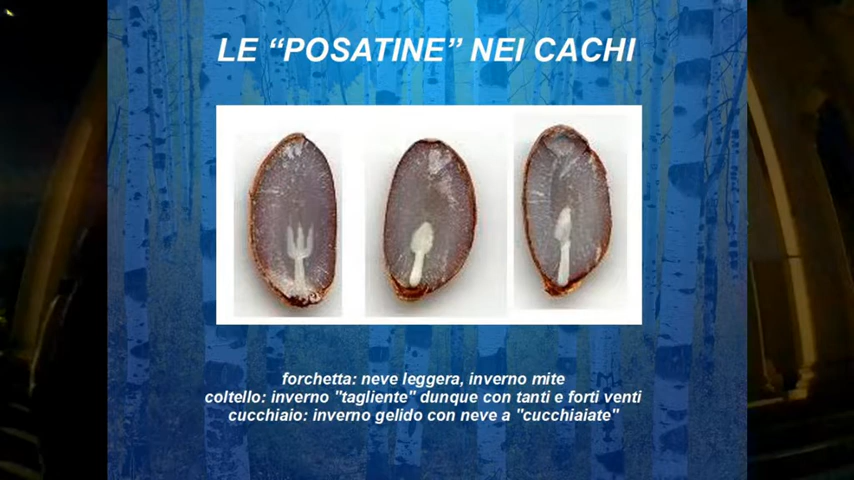 LE “POSATINE” NEI CACHI
forchetta: neve leggera, inverno mite
coltello: inverno "tagliente" dunque con tanti e forti venti
cucchiaio: inverno gelido con neve a "cucchiaiate"